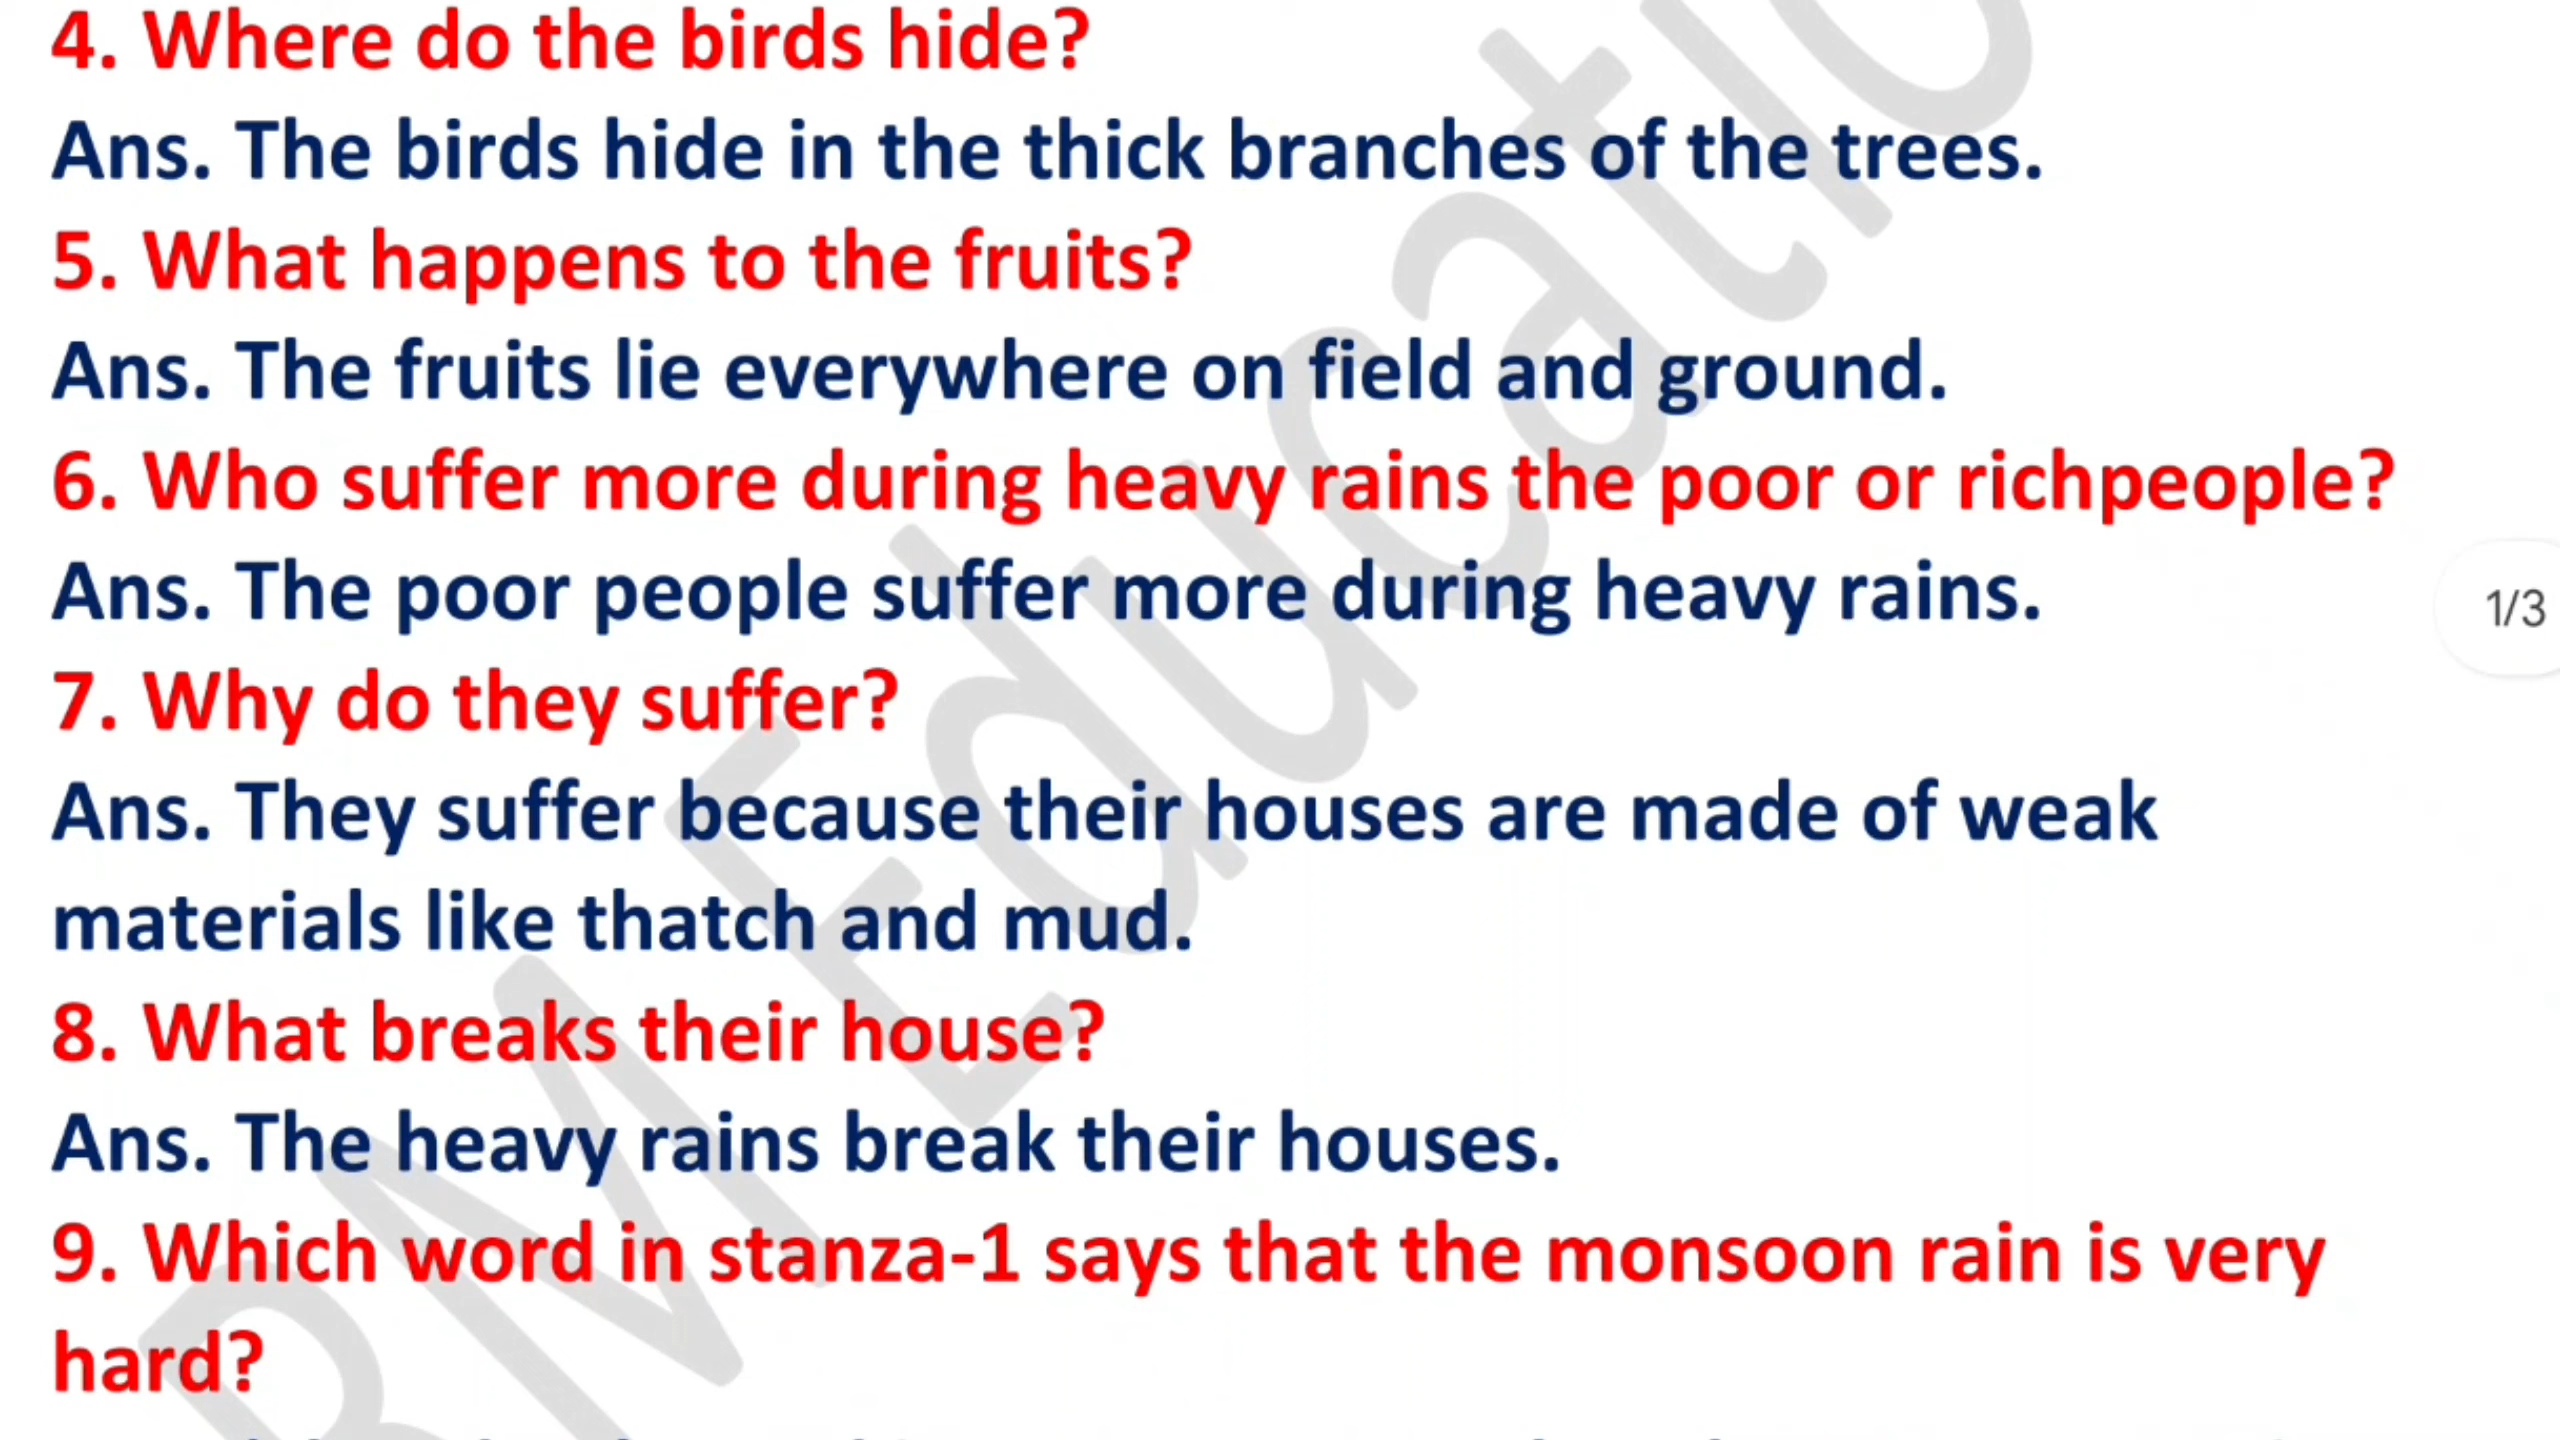 4. Where do the birds hide?
Ans. The birds hide in the thick branches of the trees.
5. What happens to the fruits?
Ans. The fruits lie everywhere on field and ground.
6. Who suffer more during heavy rains the poor or richpeople?
Ans. The poor people suffer more during heavy rains.
1/3
7. Why do they suffer?
Ans. They suffer because their houses are made of weak
materials like thatch and mud.
8. What breaks their house?
Ans. The heavy rains break their houses.
9. Which word in stanza-1 says that the monsoon rain is very
hard?